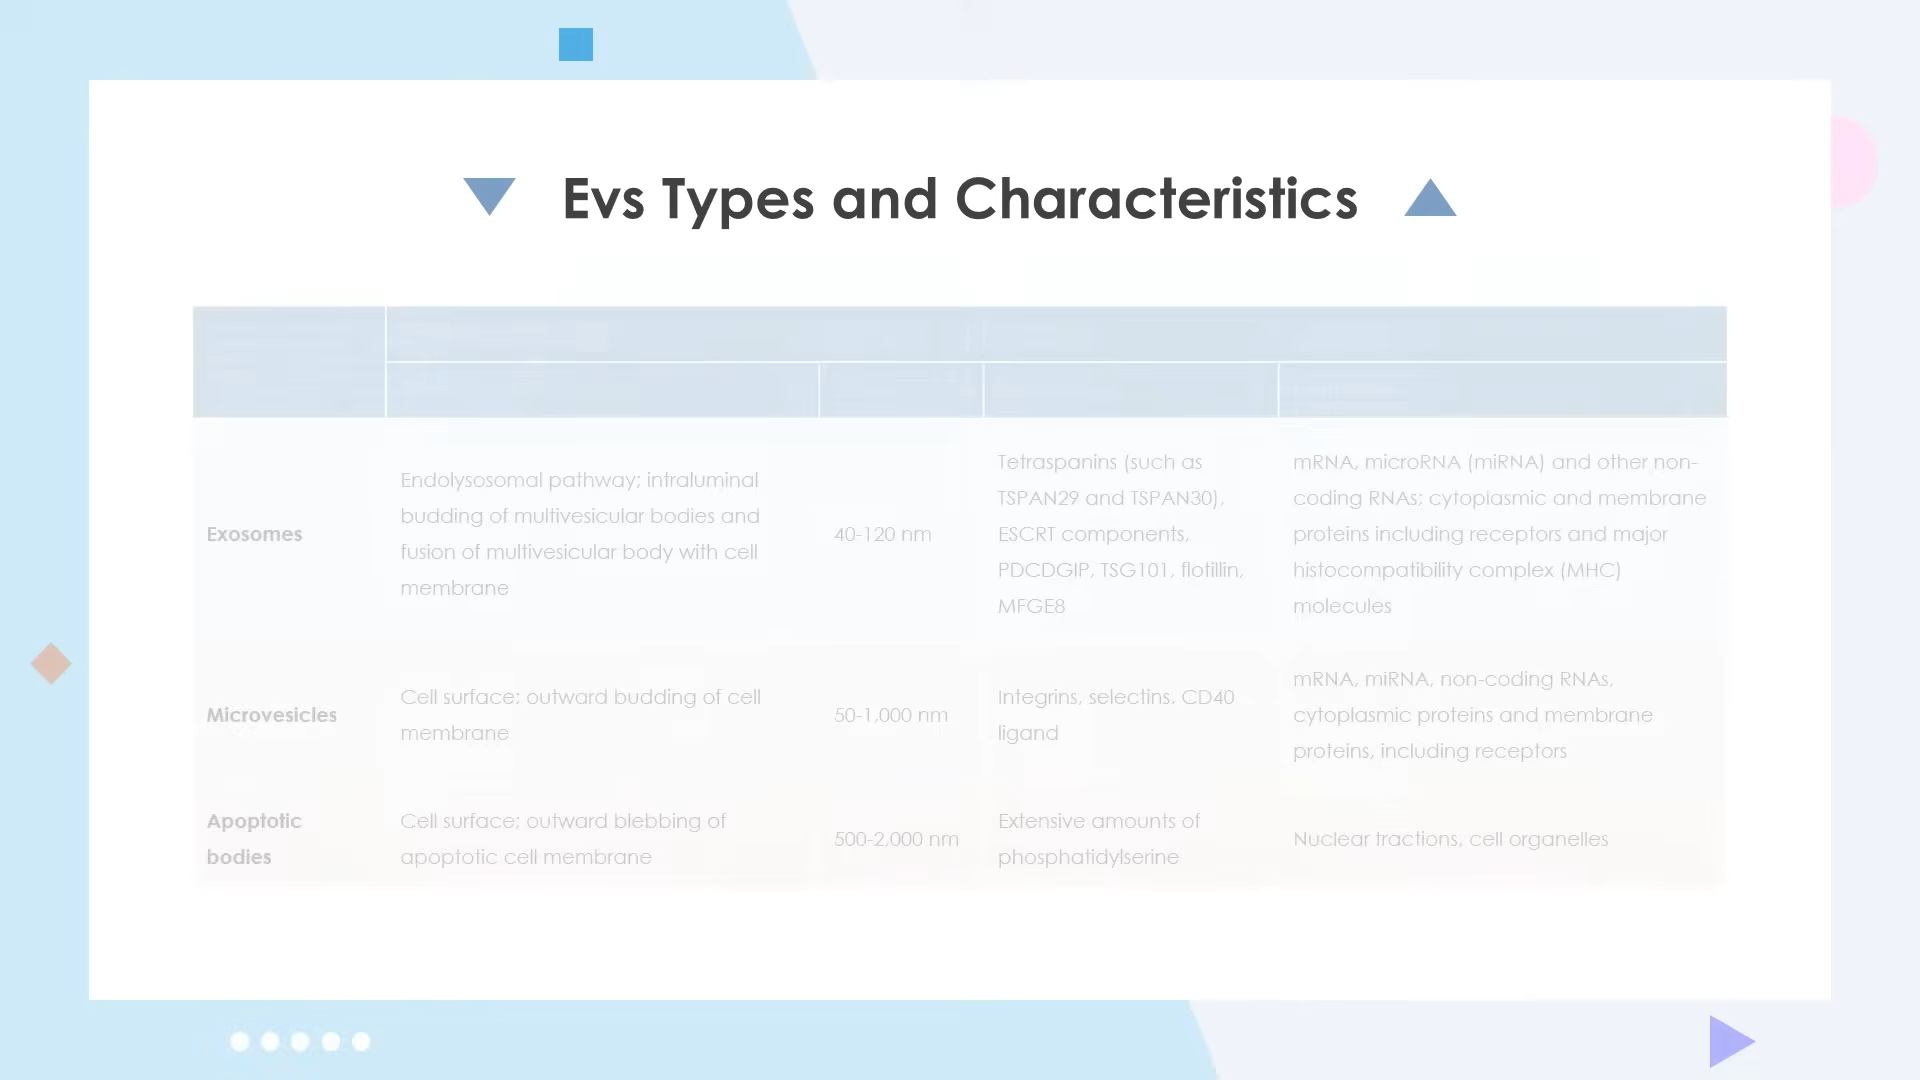 Evs Types and Characteristics
Exosomes
Endolysosomal pathway; intraluminal
budding of multivesicular bodies and
fusion of multivesicular body with cell
membrane
40-120 nm
Tetraspanins (such as
TSPAN29 and TSPAN30),
ESCRT components,
PDCDGIP, TSG101, flotillin,
MFGE8
mRNA, microRNA (miRNA) and other non-
coding RNAs; cytoplasmic and membrane
proteins including receptors and major
histocompatibility complex (MHC)
molecules
Microvesicles
Cell surface; outward budding of cell
membrane
50-1,000 nm
Integrins, selectins. CD40
ligand
mRNA, miRNA, non-coding RNAs,
cytoplasmic proteins and membrane
proteins, including receptors
Apoptotic
bodies
Cell surface; outward blebbing of
apoptotic cell membrane
500-2,000 nm
Extensive amounts of
phosphatidylserine
Nuclear tractions, cell organelles